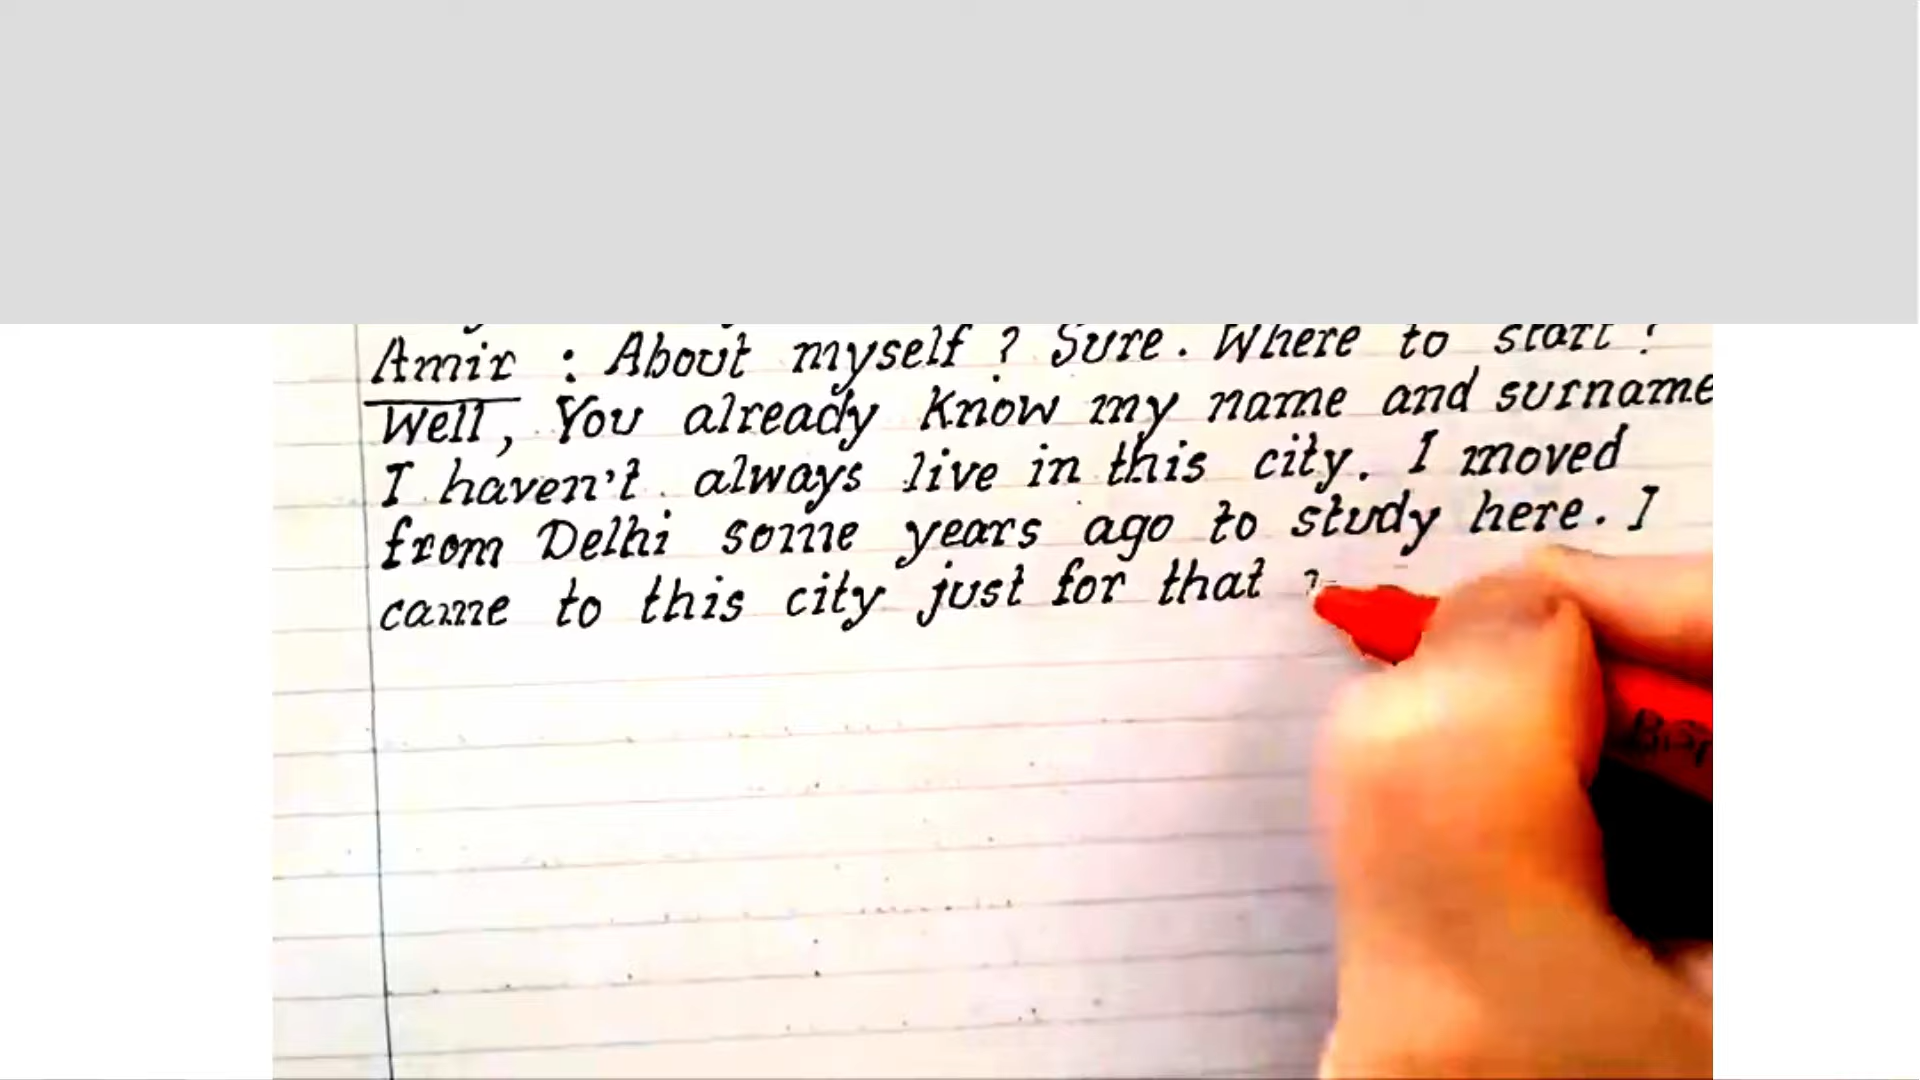 Amir : About myself ? Sure. Where to start ?
Well, You already know my name and surname
I haven't always live in this city. I moved
from Delhi some years ago to study here. I
came to this city just for that